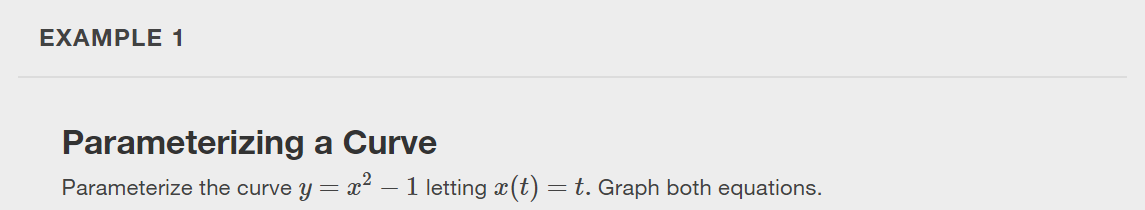 EXAMPLE 1
Parameterizing a Curve
Parameterize the curve y = x² − 1 letting x(t) = t. Graph both equations.